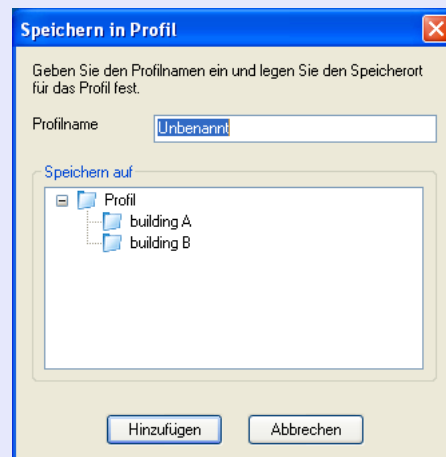 Speichern in Profil
Geben Sie den Profilnamen ein und legen Sie den Speicherort
für das Profil fest.
Profilname Unbenannt
Speichern auf
Profil
building A
building B
Hinzufügen Abbrechen